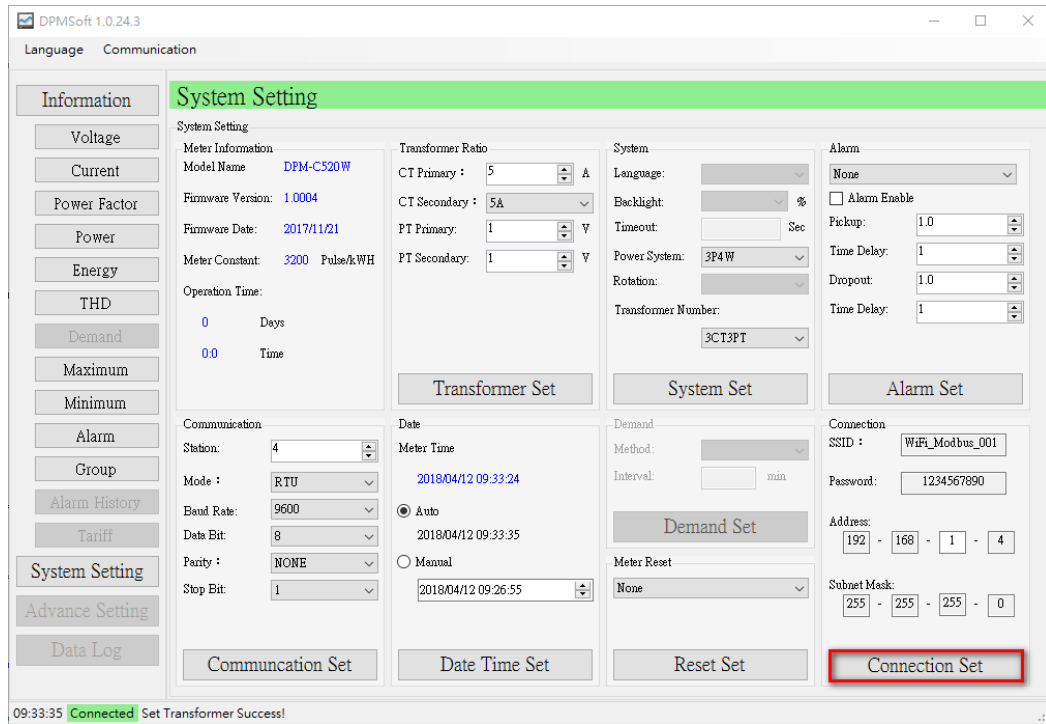 DPMSoft 1.0.24.3
Language Communication
Information
Voltage
Current
Power Factor
Power
Energy
THD
Demand
Maximum
Minimum
Alarm
Group
Alarm History
Tariff
System Setting
Advance Setting
Data Log
System Setting
System Setting
Meter Information
Model Name DPM-C520W
Firmware Version: 1.0004
Firmware Date: 2017/11/21
Meter Constant: 3200 Pulse/kWH
Operation Time:
0 Days
0:0 Time
Transformer Ratio
CT Primary： 5 A
CT Secondary： 5A
PT Primary: 1 V
PT Secondary: 1 V
Transformer Set
System
Language:
Backlight: %
Timeout: Sec
Power System: 3P4W
Rotation:
Transformer Number:
3CT3PT
System Set
Alarm
None
Alarm Enable
Pickup: 1.0
Time Delay: 1
Dropout: 1.0
Time Delay: 1
Alarm Set
Communication
Station: 4
Mode： RTU
Baud Rate: 9600
Data Bit: 8
Parity： NONE
Stop Bit: 1
Communcation Set
Date
Meter Time
2018/04/12 09:33:24
Auto
2018/04/12 09:33:35
Manual
2018/04/12 09:26:55
Date Time Set
Demand
Method:
Interval: min
Demand Set
Meter Reset
None
Reset Set
Connection
SSID： WiFi_Modbus_001
Password: 1234567890
Address:
192 - 168 - 1 - 4
Subnet Mask:
255 - 255 - 255 - 0
Connection Set
09:33:35 Connected Set Transformer Success!